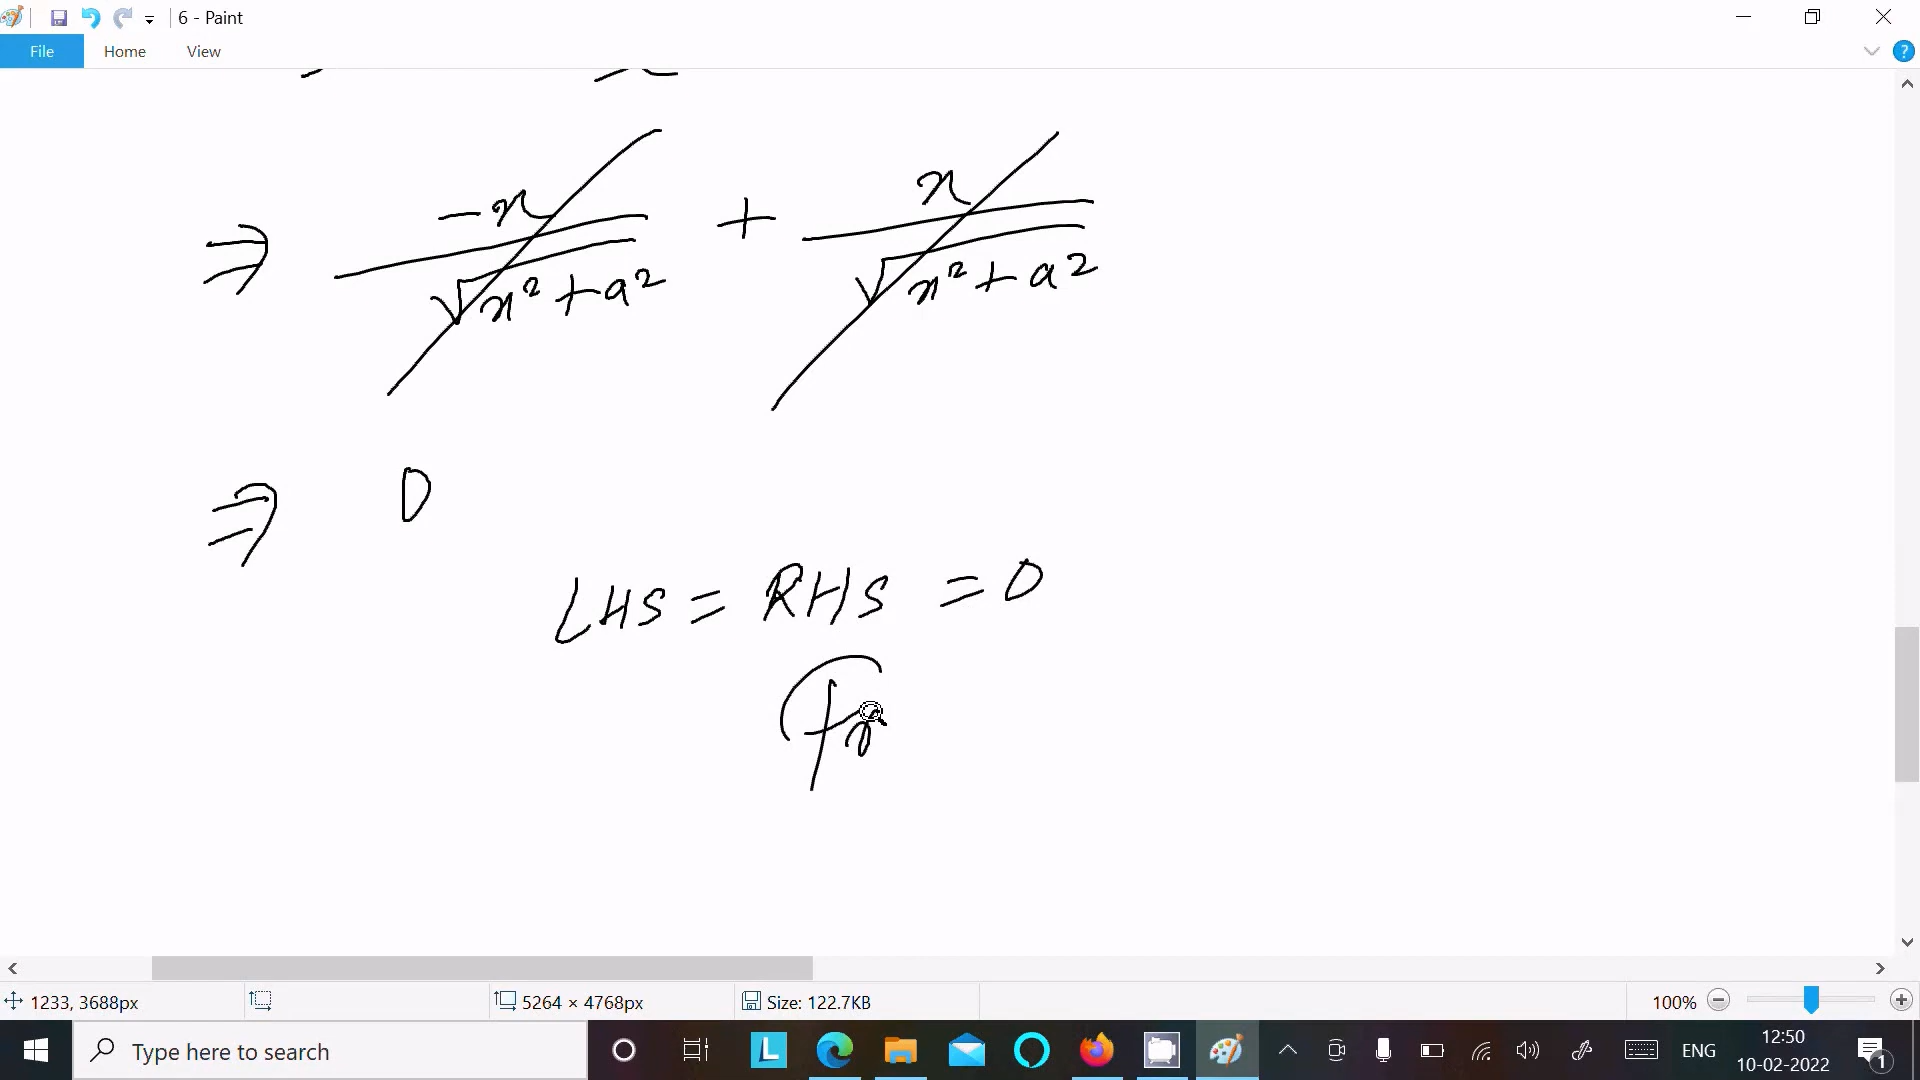 6 - Paint
File Home View
⇒ -x/√x²+a² + x/√x²+a²
⇒ 0
LHS = RHS = 0
1233, 3688px 5264 × 4768px Size: 122.7KB 100%
Type here to search
L
ENG
12:50
10-02-2022
1